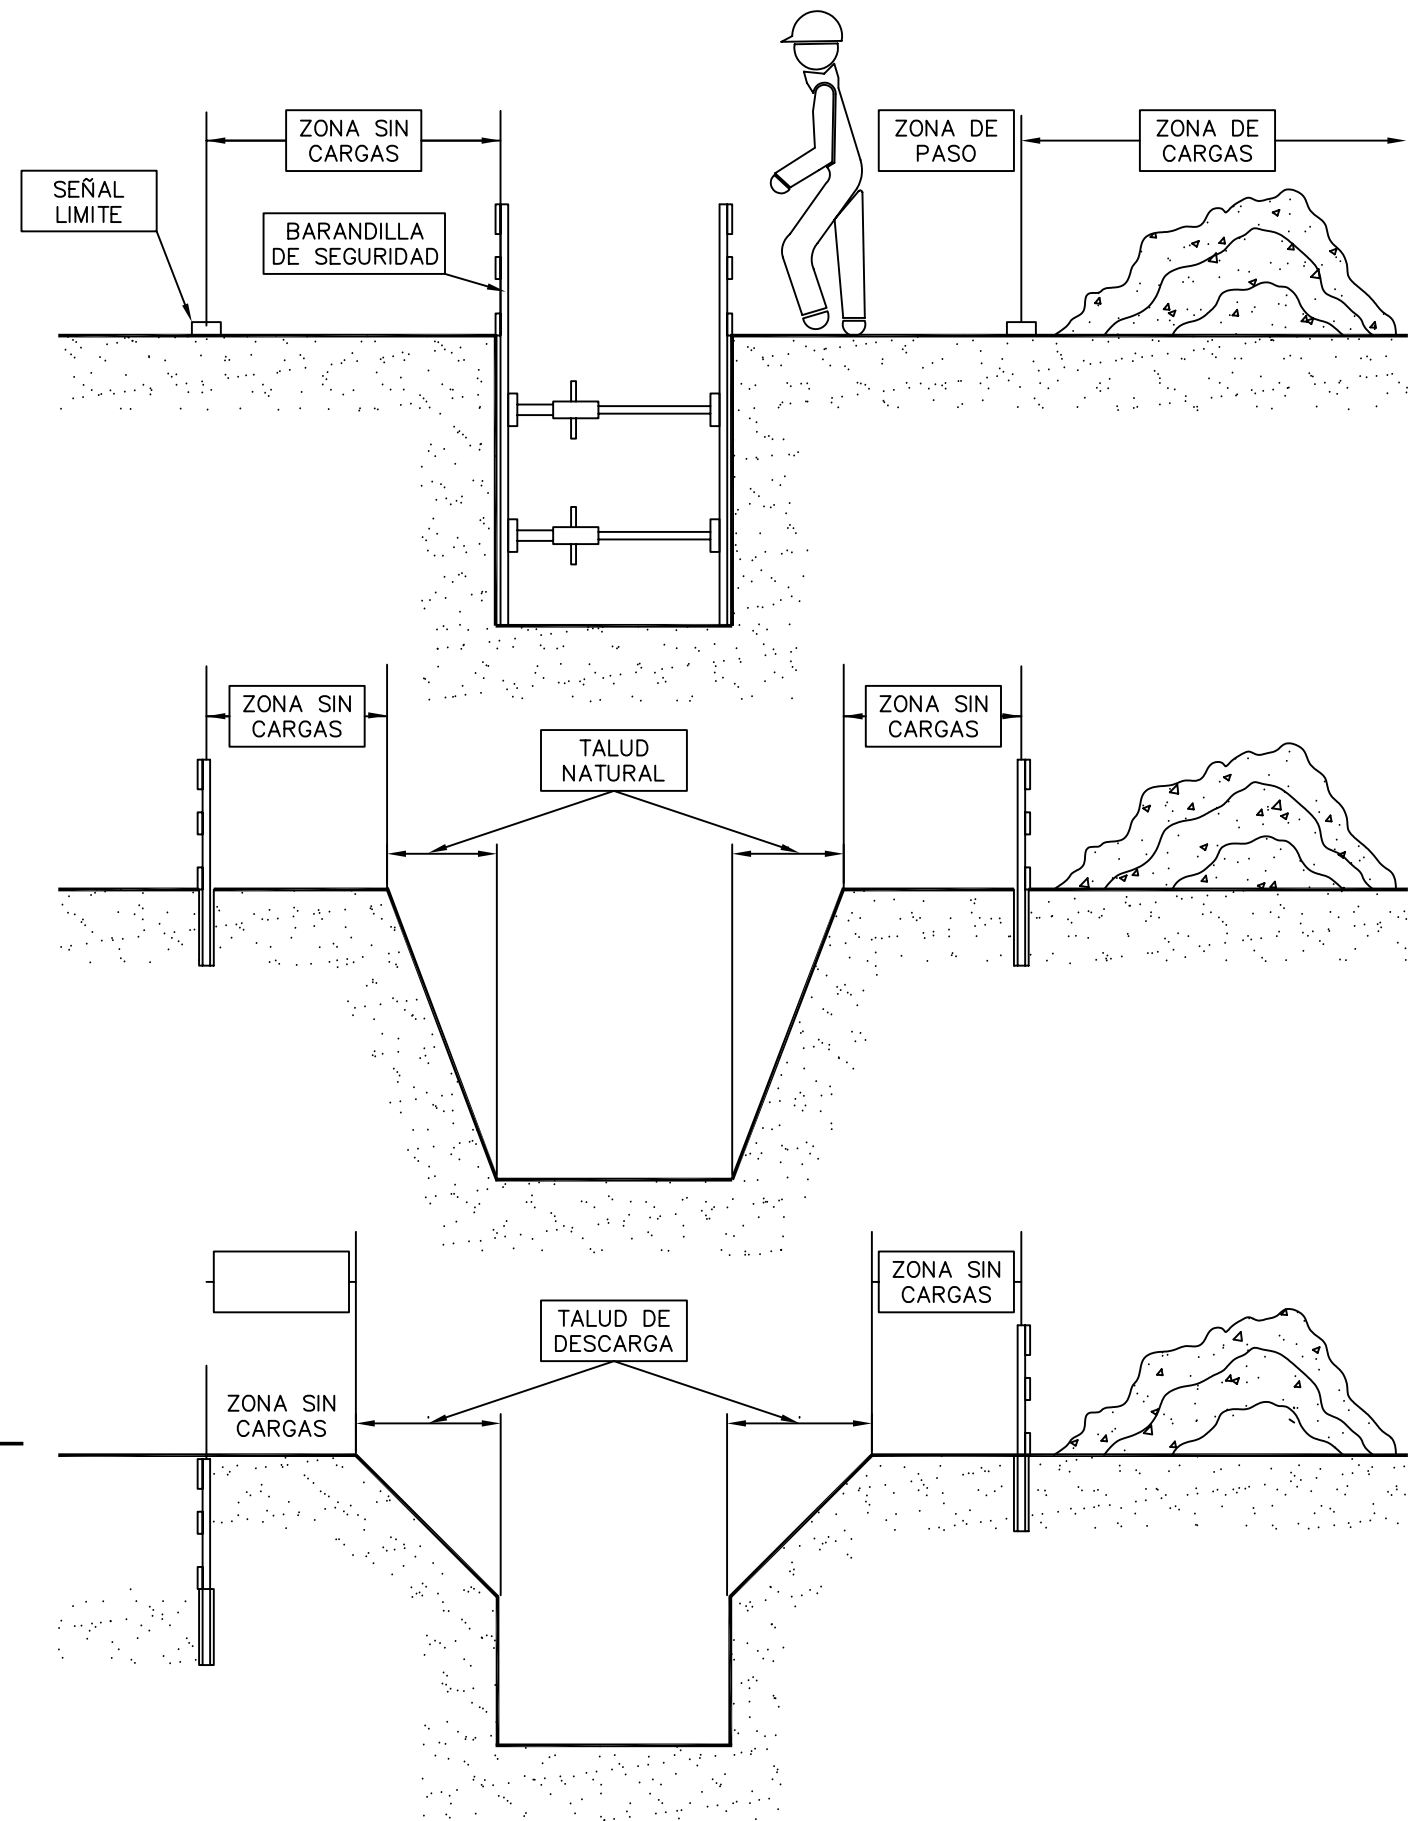 ZONA SIN
CARGAS
ZONA DE
PASO
ZONA DE
CARGAS
SEÑAL
LIMITE
BARANDILLA
DE SEGURIDAD
ZONA SIN
CARGAS
TALUD
NATURAL
ZONA SIN
CARGAS
ZONA SIN
CARGAS
TALUD DE
DESCARGA
ZONA SIN
CARGAS